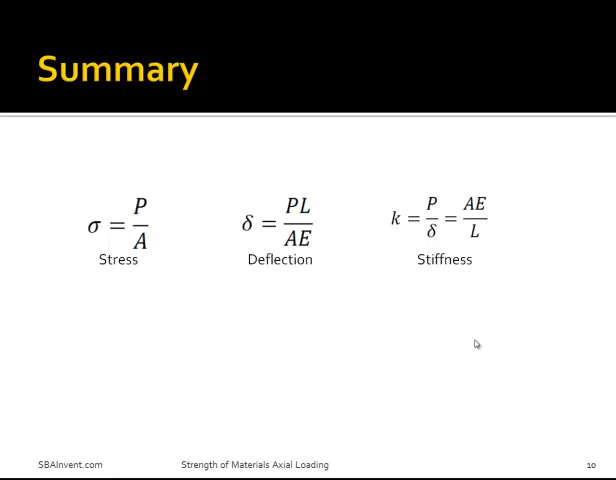 Summary
σ = P/A
Stress
δ = PL/AE
Deflection
k = P/δ = AE/L
Stiffness
SBAInvent.com
Strength of Materials Axial Loading
10